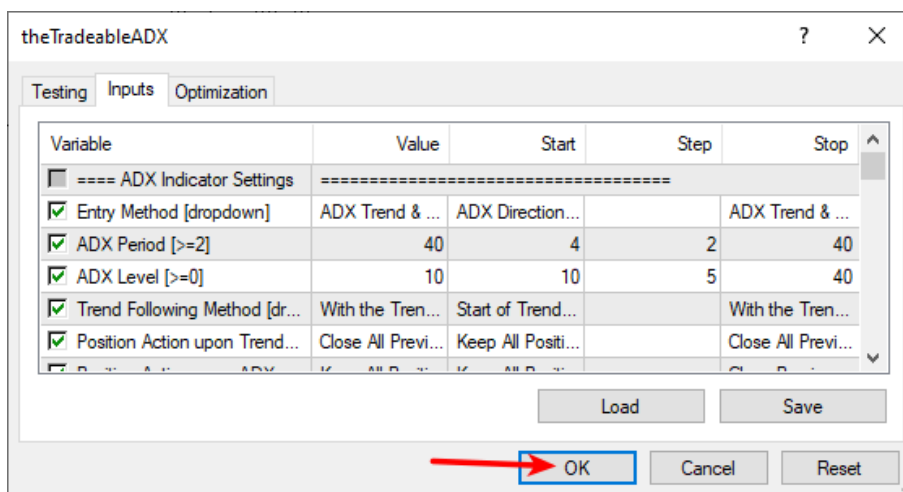 theTradeableADX ?
Testing Inputs Optimization
Variable Value Start Step Stop
==== ADX Indicator Settings ====================================
Entry Method [dropdown] ADX Trend & ... ADX Direction... ADX Trend & ...
ADX Period [>=2] 40 4 2 40
ADX Level [>=0] 10 10 5 40
Trend Following Method [dr... With the Tren... Start of Trend... With the Tren...
Position Action upon Trend... Close All Previ... Keep All Positi... Close All Previ...
Load Save
OK Cancel Reset